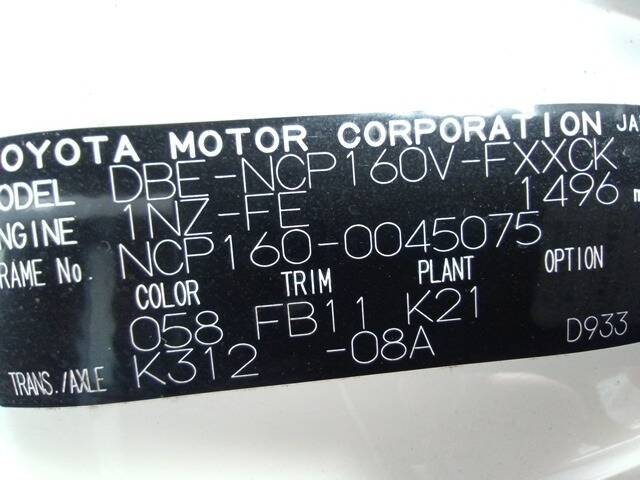 OYOTA MOTOR CORPORATION JA
MODEL DBE-NCP160V-FXXCK
NGINE 1NZ-FE 1496 m
RAME No. NCP160-0045075
COLOR TRIM PLANT OPTION
058 FB11 K21
TRANS./AXLE K312 -08A D933